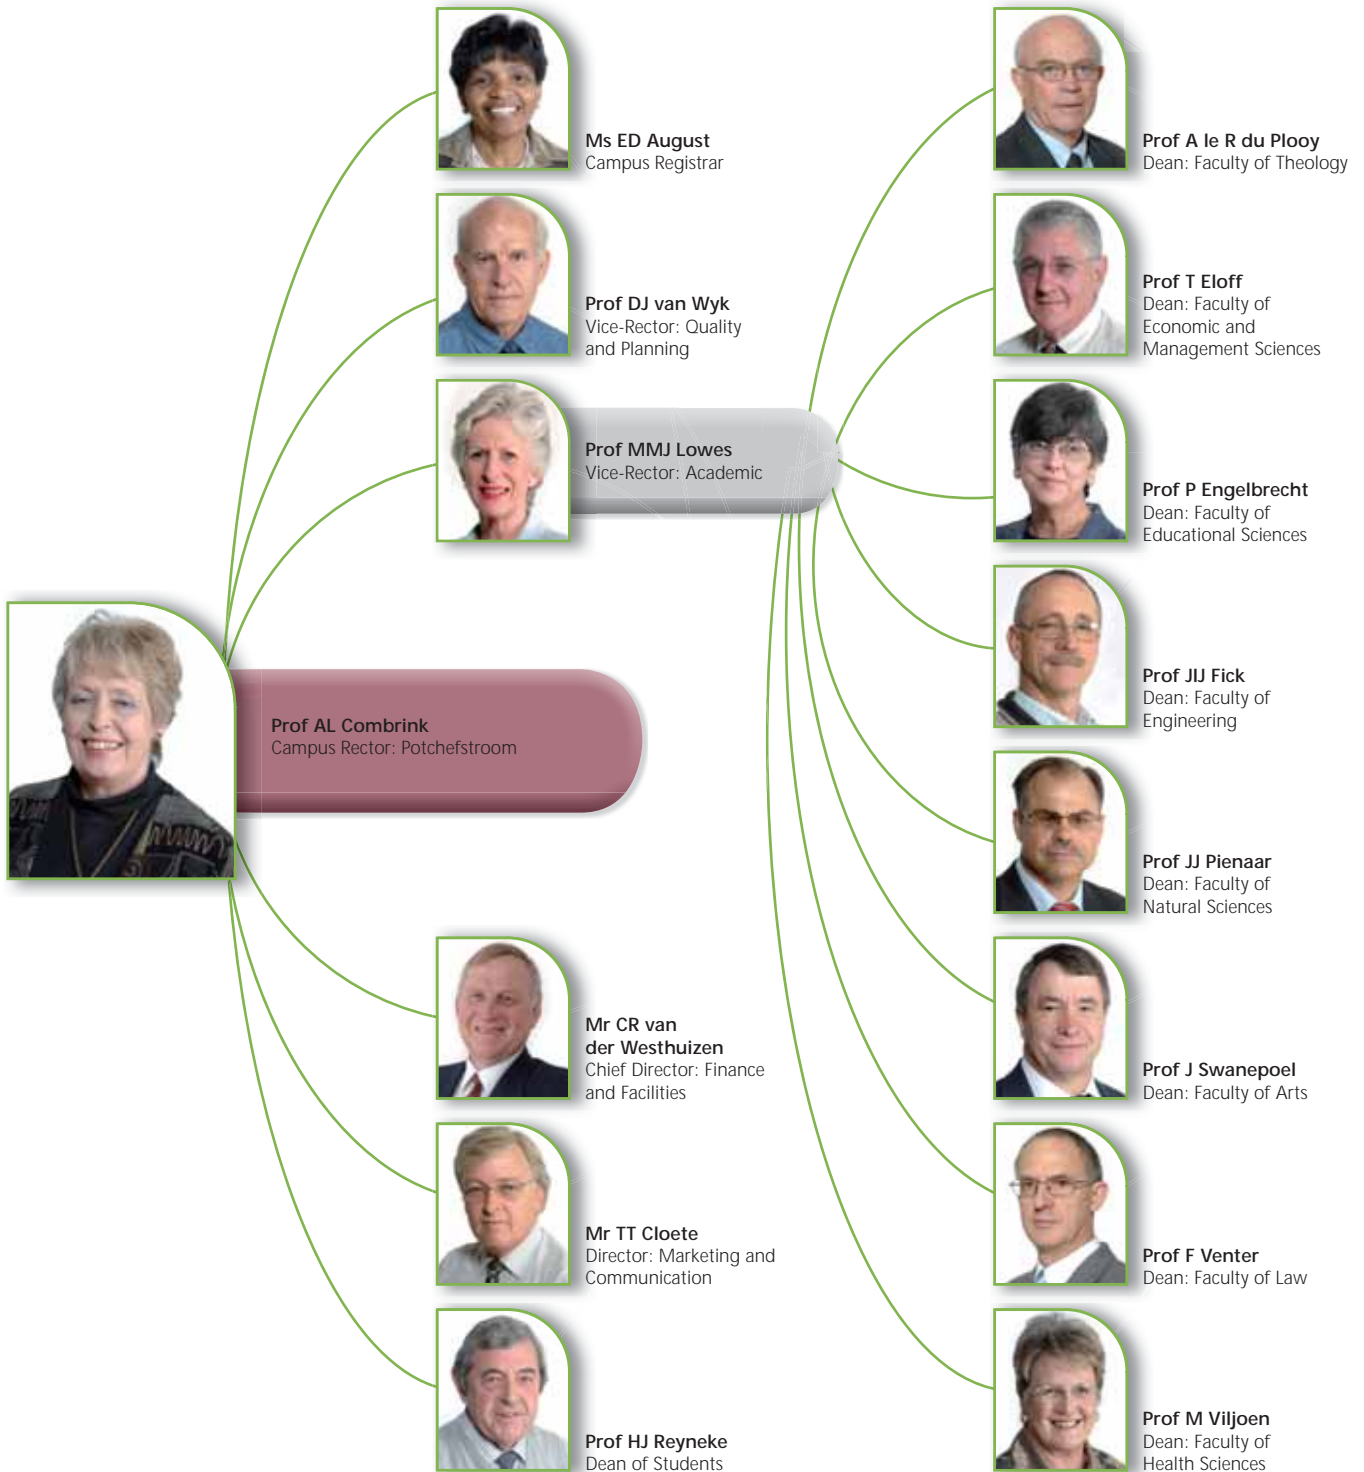 Ms ED August
Campus Registrar
Prof DJ van Wyk
Vice-Rector: Quality
and Planning
Prof MMJ Lowes
Vice-Rector: Academic
Prof AL Combrink
Campus Rector: Potchefstroom
Mr CR van
der Westhuizen
Chief Director: Finance
and Facilities
Mr TT Cloete
Director: Marketing and
Communication
Prof HJ Reyneke
Dean of Students
Prof A le R du Plooy
Dean: Faculty of Theology
Prof T Eloff
Dean: Faculty of
Economic and
Management Sciences
Prof P Engelbrecht
Dean: Faculty of
Educational Sciences
Prof JIJ Fick
Dean: Faculty of
Engineering
Prof JJ Pienaar
Dean: Faculty of
Natural Sciences
Prof J Swanepoel
Dean: Faculty of Arts
Prof F Venter
Dean: Faculty of Law
Prof M Viljoen
Dean: Faculty of
Health Sciences